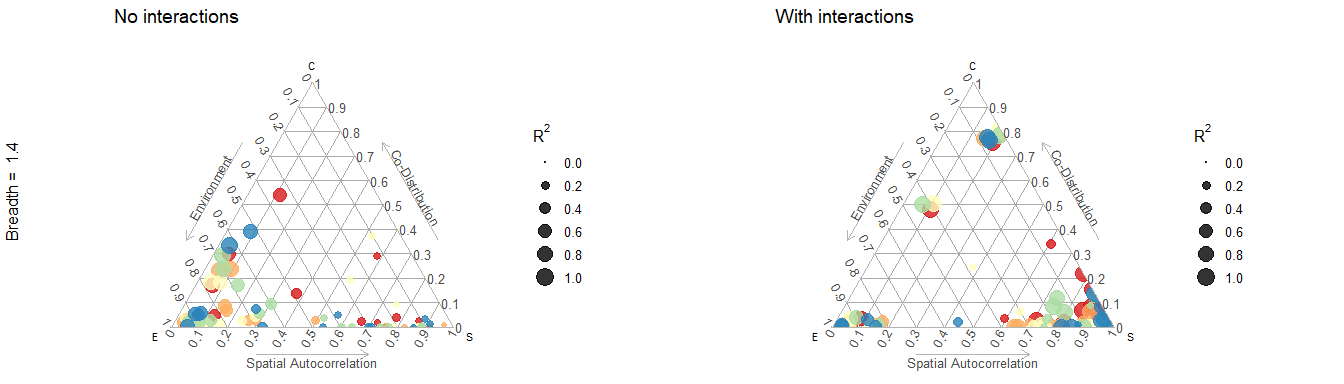 No interactions
With interactions
Breadth = 1.4
C
0 1
0.1 0.9
0.2 0.8
0.3 0.7
0.4 0.6
0.5 0.5
0.6 0.4
0.7 0.3
0.8 0.2
0.9 0.1
1 0
E
S
0 0.1 0.2 0.3 0.4 0.5 0.6 0.7 0.8 0.9 1
Environment
Co-Distribution
Spatial Autocorrelation
R2
0.0
0.2
0.4
0.6
0.8
1.0
C
0 1
0.1 0.9
0.2 0.8
0.3 0.7
0.4 0.6
0.5 0.5
0.6 0.4
0.7 0.3
0.8 0.2
0.9 0.1
1 0
E
S
0 0.1 0.2 0.3 0.4 0.5 0.6 0.7 0.8 0.9 1
Environment
Co-Distribution
Spatial Autocorrelation
R2
0.0
0.2
0.4
0.6
0.8
1.0